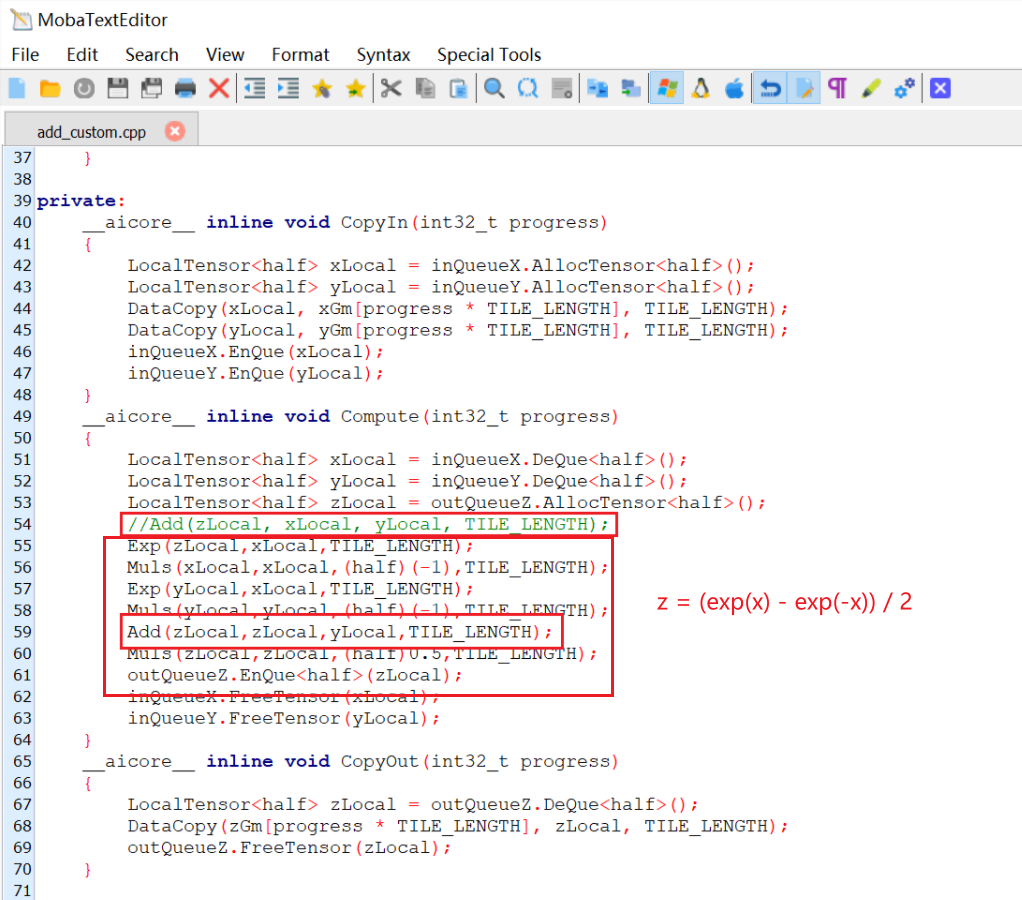 MobaTextEditor
File Edit Search View Format Syntax Special Tools
add_custom.cpp
37 }
38
39 private:
40 __aicore__ inline void CopyIn(int32_t progress)
41 {
42 LocalTensor<half> xLocal = inQueueX.AllocTensor<half>();
43 LocalTensor<half> yLocal = inQueueY.AllocTensor<half>();
44 DataCopy(xLocal, xGm[progress * TILE_LENGTH], TILE_LENGTH);
45 DataCopy(yLocal, yGm[progress * TILE_LENGTH], TILE_LENGTH);
46 inQueueX.EnQue(xLocal);
47 inQueueY.EnQue(yLocal);
48 }
49 __aicore__ inline void Compute(int32_t progress)
50 {
51 LocalTensor<half> xLocal = inQueueX.DeQue<half>();
52 LocalTensor<half> yLocal = inQueueY.DeQue<half>();
53 LocalTensor<half> zLocal = outQueueZ.AllocTensor<half>();
54 //Add(zLocal, xLocal, yLocal, TILE_LENGTH);
55 Exp(zLocal,xLocal,TILE_LENGTH);
56 Muls(xLocal,xLocal,(half)(-1),TILE_LENGTH);
57 Exp(yLocal,xLocal,TILE_LENGTH);
58 Muls(yLocal,yLocal,(half)(-1),TILE_LENGTH);
z = (exp(x) - exp(-x)) / 2
59 Add(zLocal,zLocal,yLocal,TILE_LENGTH);
60 Muls(zLocal,zLocal,(half)0.5,TILE_LENGTH);
61 outQueueZ.EnQue<half>(zLocal);
62 inQueueX.FreeTensor(xLocal);
63 inQueueY.FreeTensor(yLocal);
64 }
65 __aicore__ inline void CopyOut(int32_t progress)
66 {
67 LocalTensor<half> zLocal = outQueueZ.DeQue<half>();
68 DataCopy(zGm[progress * TILE_LENGTH], zLocal, TILE_LENGTH);
69 outQueueZ.FreeTensor(zLocal);
70 }
71